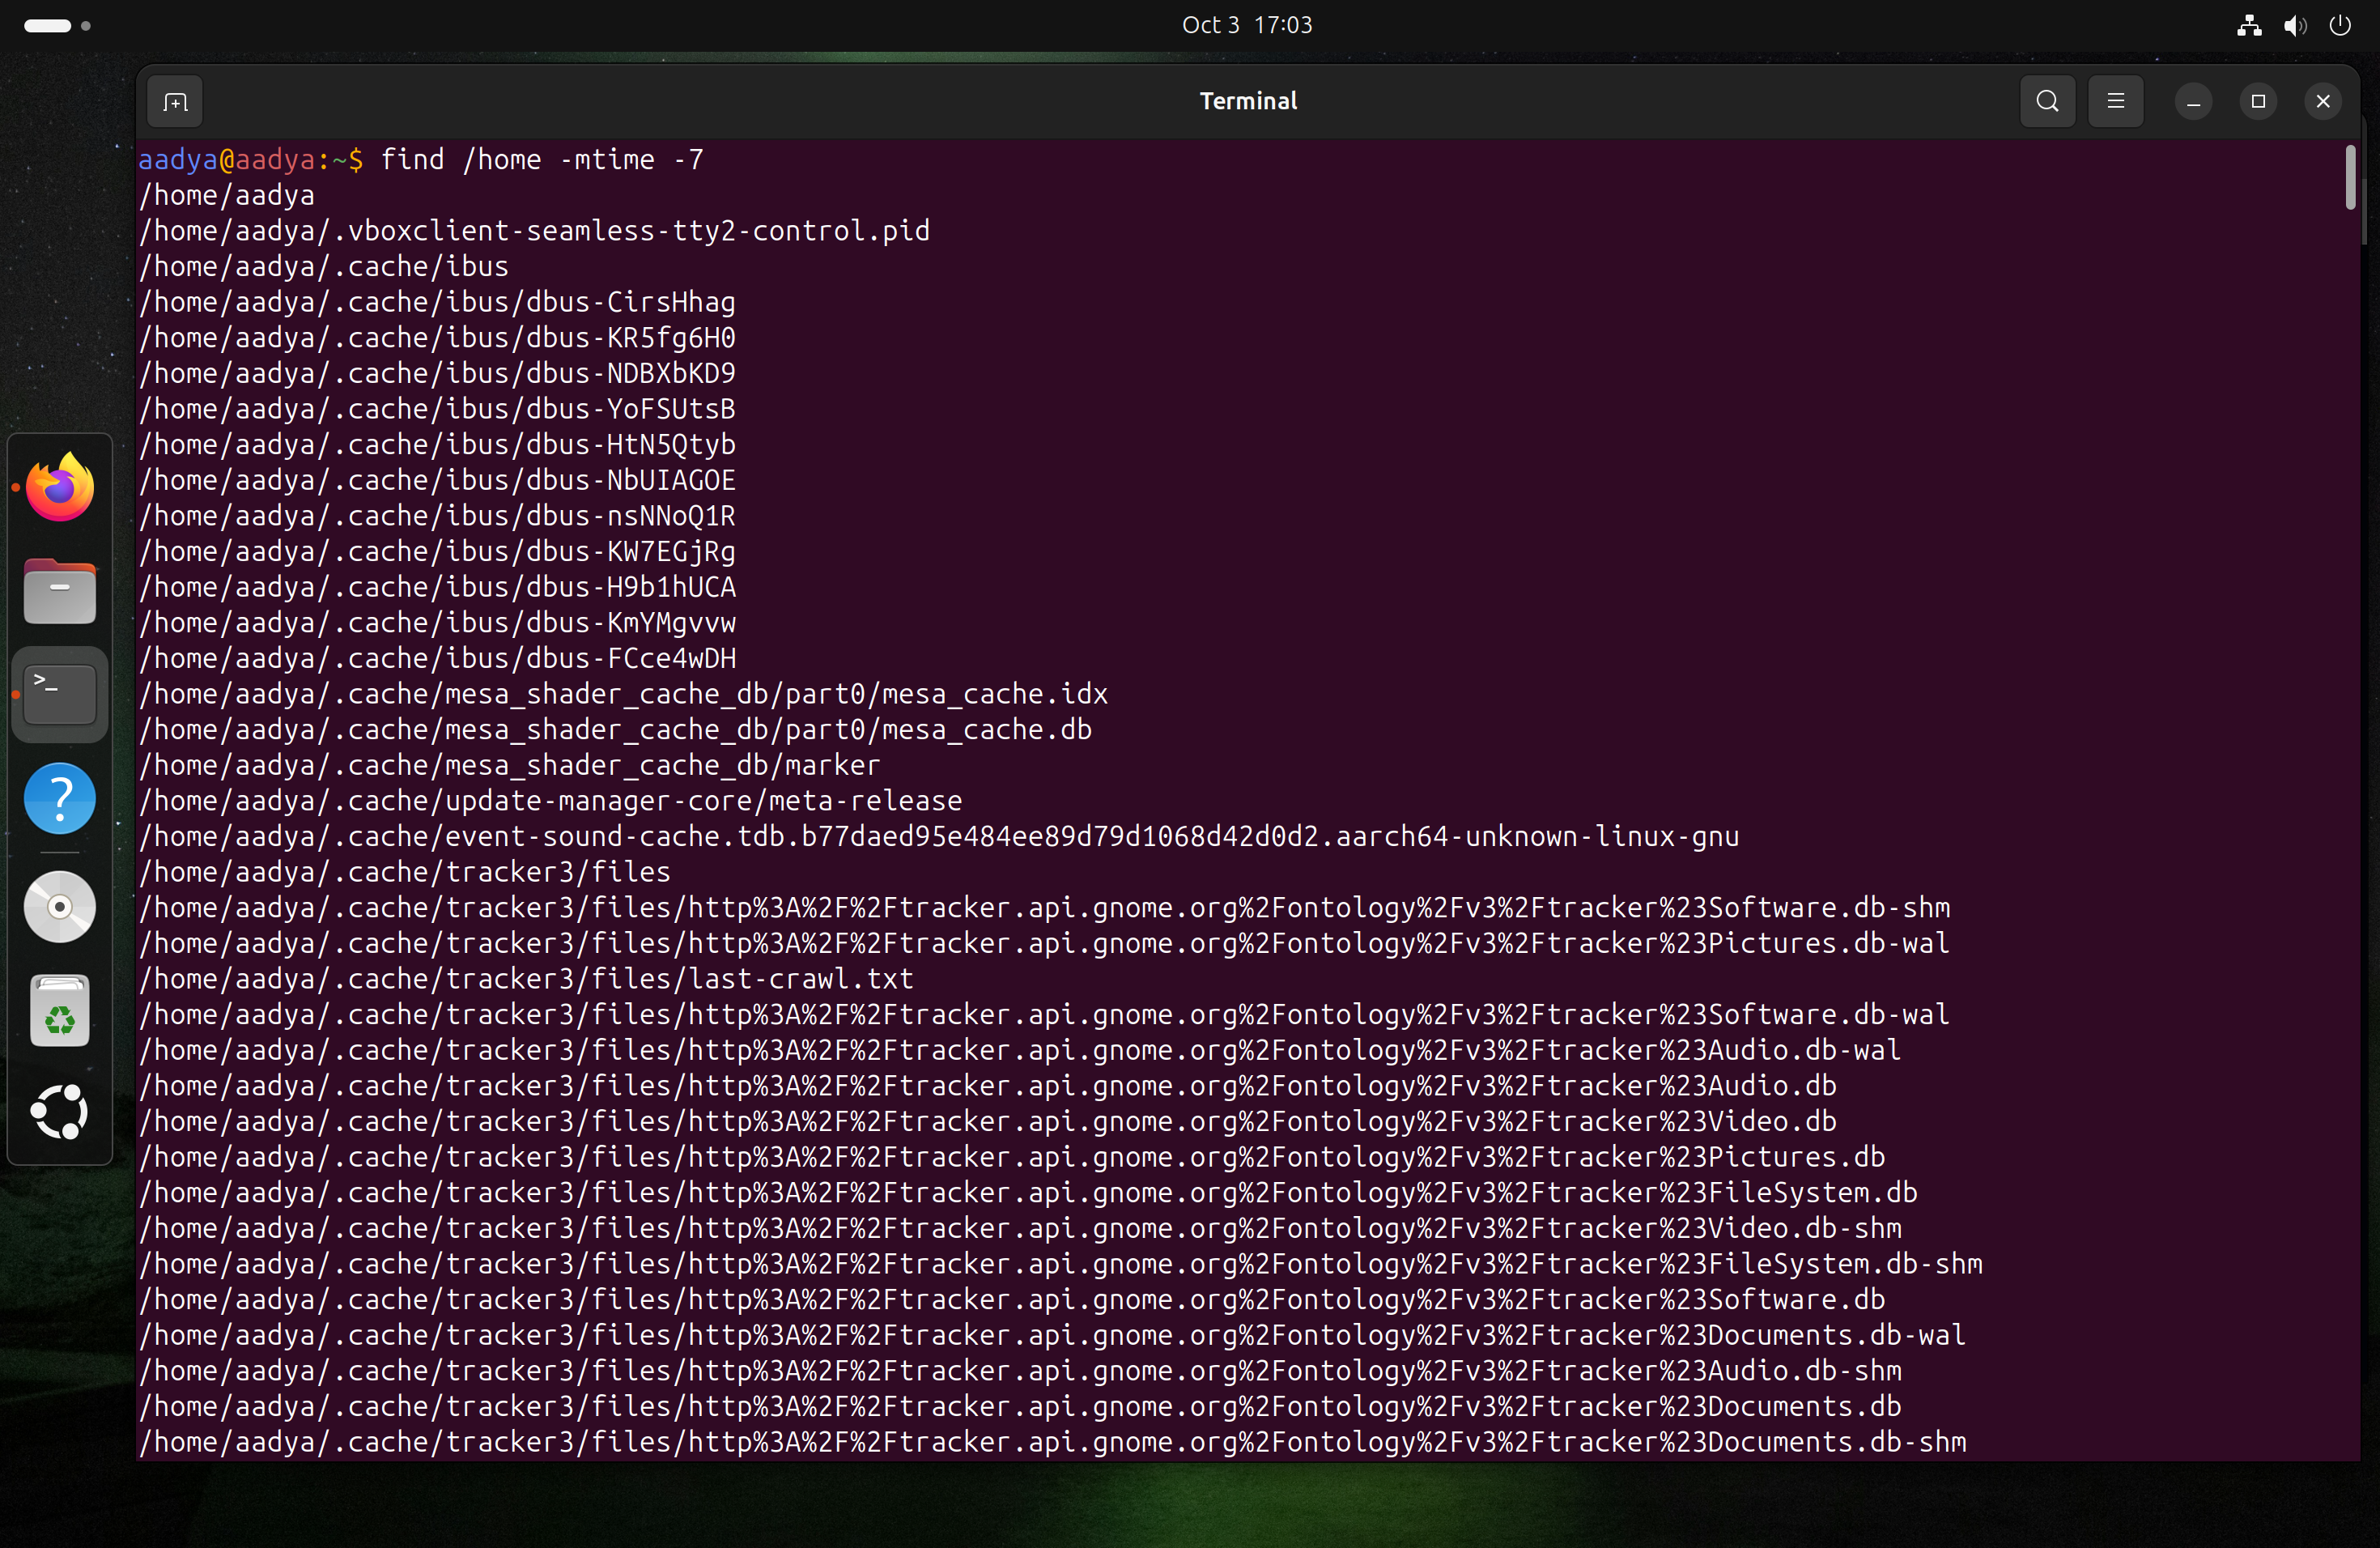 Oct 3 17:03
Terminal
aadya@aadya:~$ find /home -mtime -7
/home/aadya
/home/aadya/.vboxclient-seamless-tty2-control.pid
/home/aadya/.cache/ibus
/home/aadya/.cache/ibus/dbus-CirsHhag
/home/aadya/.cache/ibus/dbus-KR5fg6H0
/home/aadya/.cache/ibus/dbus-NDBXbKD9
/home/aadya/.cache/ibus/dbus-YoFSUtsB
/home/aadya/.cache/ibus/dbus-HtN5Qtyb
/home/aadya/.cache/ibus/dbus-NbUIAGOE
/home/aadya/.cache/ibus/dbus-nsNNoQ1R
/home/aadya/.cache/ibus/dbus-KW7EGjRg
/home/aadya/.cache/ibus/dbus-H9b1hUCA
/home/aadya/.cache/ibus/dbus-KmYMgvvw
/home/aadya/.cache/ibus/dbus-FCce4wDH
/home/aadya/.cache/mesa_shader_cache_db/part0/mesa_cache.idx
/home/aadya/.cache/mesa_shader_cache_db/part0/mesa_cache.db
/home/aadya/.cache/mesa_shader_cache_db/marker
/home/aadya/.cache/update-manager-core/meta-release
/home/aadya/.cache/event-sound-cache.tdb.b77daed95e484ee89d79d1068d42d0d2.aarch64-unknown-linux-gnu
/home/aadya/.cache/tracker3/files
/home/aadya/.cache/tracker3/files/http%3A%2F%2Ftracker.api.gnome.org%2Fontology%2Fv3%2Ftracker%23Software.db-shm
/home/aadya/.cache/tracker3/files/http%3A%2F%2Ftracker.api.gnome.org%2Fontology%2Fv3%2Ftracker%23Pictures.db-wal
/home/aadya/.cache/tracker3/files/last-crawl.txt
/home/aadya/.cache/tracker3/files/http%3A%2F%2Ftracker.api.gnome.org%2Fontology%2Fv3%2Ftracker%23Software.db-wal
/home/aadya/.cache/tracker3/files/http%3A%2F%2Ftracker.api.gnome.org%2Fontology%2Fv3%2Ftracker%23Audio.db-wal
/home/aadya/.cache/tracker3/files/http%3A%2F%2Ftracker.api.gnome.org%2Fontology%2Fv3%2Ftracker%23Audio.db
/home/aadya/.cache/tracker3/files/http%3A%2F%2Ftracker.api.gnome.org%2Fontology%2Fv3%2Ftracker%23Video.db
/home/aadya/.cache/tracker3/files/http%3A%2F%2Ftracker.api.gnome.org%2Fontology%2Fv3%2Ftracker%23Pictures.db
/home/aadya/.cache/tracker3/files/http%3A%2F%2Ftracker.api.gnome.org%2Fontology%2Fv3%2Ftracker%23FileSystem.db
/home/aadya/.cache/tracker3/files/http%3A%2F%2Ftracker.api.gnome.org%2Fontology%2Fv3%2Ftracker%23Video.db-shm
/home/aadya/.cache/tracker3/files/http%3A%2F%2Ftracker.api.gnome.org%2Fontology%2Fv3%2Ftracker%23FileSystem.db-shm
/home/aadya/.cache/tracker3/files/http%3A%2F%2Ftracker.api.gnome.org%2Fontology%2Fv3%2Ftracker%23Software.db
/home/aadya/.cache/tracker3/files/http%3A%2F%2Ftracker.api.gnome.org%2Fontology%2Fv3%2Ftracker%23Documents.db-wal
/home/aadya/.cache/tracker3/files/http%3A%2F%2Ftracker.api.gnome.org%2Fontology%2Fv3%2Ftracker%23Audio.db-shm
/home/aadya/.cache/tracker3/files/http%3A%2F%2Ftracker.api.gnome.org%2Fontology%2Fv3%2Ftracker%23Documents.db
/home/aadya/.cache/tracker3/files/http%3A%2F%2Ftracker.api.gnome.org%2Fontology%2Fv3%2Ftracker%23Documents.db-shm